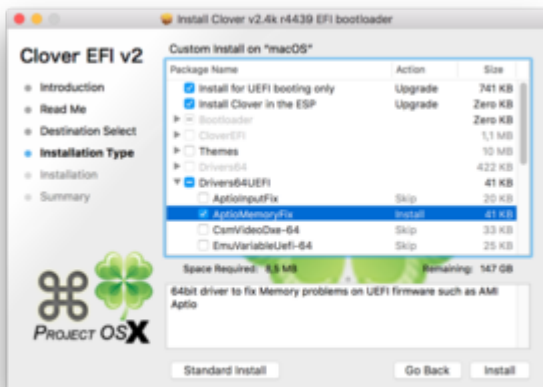 Install Clover v2.4k r4439 EFI bootloader
Clover EFI v2
Introduction
Read Me
Destination Select
Installation Type
Installation
Summary
PROJECT OSX
Custom Install on "macOS"
Package Name Action Size
Install for UEFI booting only Upgrade 741 KB
Install Clover in the ESP Upgrade Zero KB
Bootloader Zero KB
CloverEFI 1,1 MB
Themes 10 MB
Drivers64 422 KB
Drivers64UEFI 41 KB
AptioInputFix Skip 20 KB
AptioMemoryFix Install 41 KB
CsmVideoDxe-64 Skip 33 KB
EmuVariableUefi-64 Skip 25 KB
Space Required: 8,5 MB Remaining: 147 GB
64bit driver to fix Memory problems on UEFI firmware such as AMI
Aptio
Standard Install Go Back Install